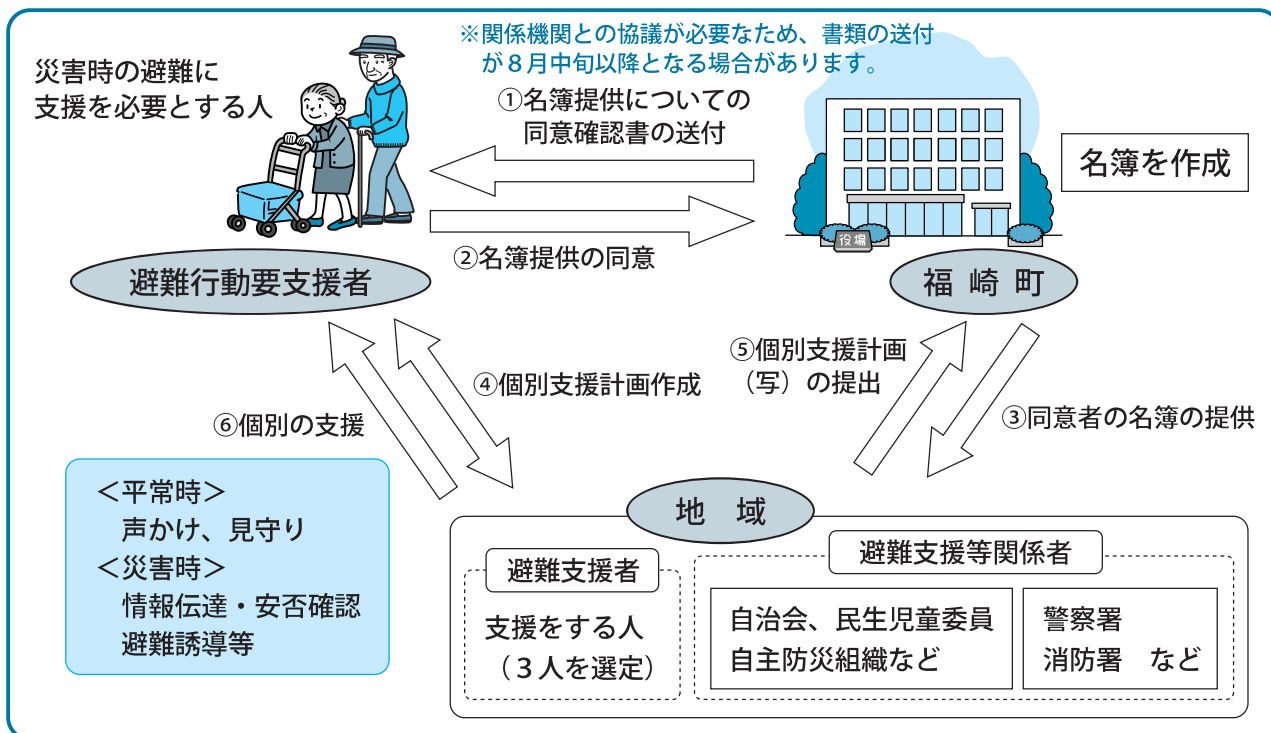 ※関係機関との協議が必要なため、書類の送付
が８月中旬以降となる場合があります。
災害時の避難に
支援を必要とする人
①名簿提供についての
同意確認書の送付
名簿を作成
役場
②名簿提供の同意
避難行動要支援者
福崎町
⑤個別支援計画
（写）の提出
④個別支援計画作成
③同意者の名簿の提供
⑥個別の支援
＜平常時＞
声かけ、見守り
＜災害時＞
情報伝達・安否確認
避難誘導等
地　域
避難支援者
支援をする人
（３人を選定）
避難支援等関係者
自治会、民生児童委員
自主防災組織など
警察署
消防署　など